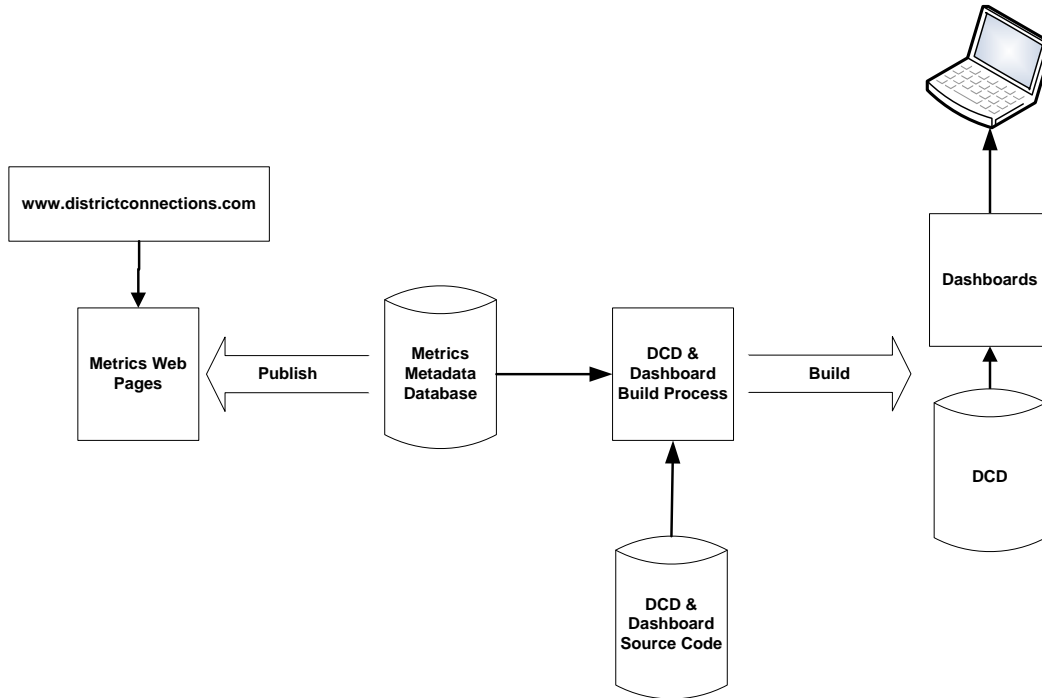 www.districtconnections.com
Metrics Web
Pages
Publish
Metrics
Metadata
Database
DCD &
Dashboard
Build Process
Build
Dashboards
DCD
DCD &
Dashboard
Source Code